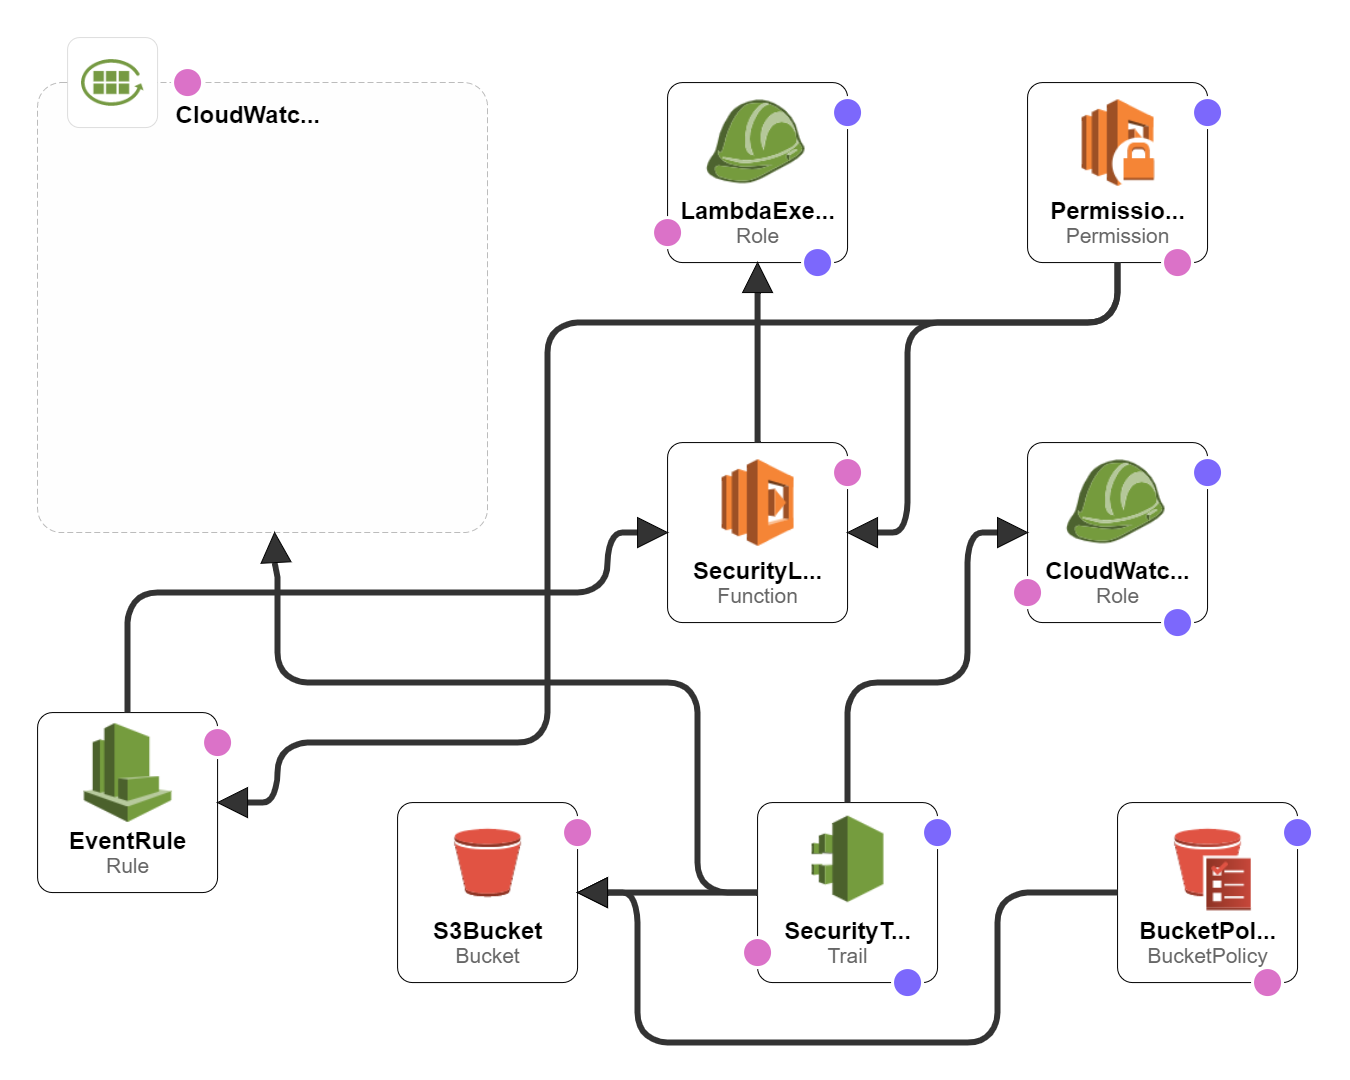 CloudWatc...
LambdaExe...
Role
Permissio...
Permission
SecurityL...
Function
CloudWatc...
Role
EventRule
Rule
S3Bucket
Bucket
SecurityT...
Trail
BucketPol...
BucketPolicy